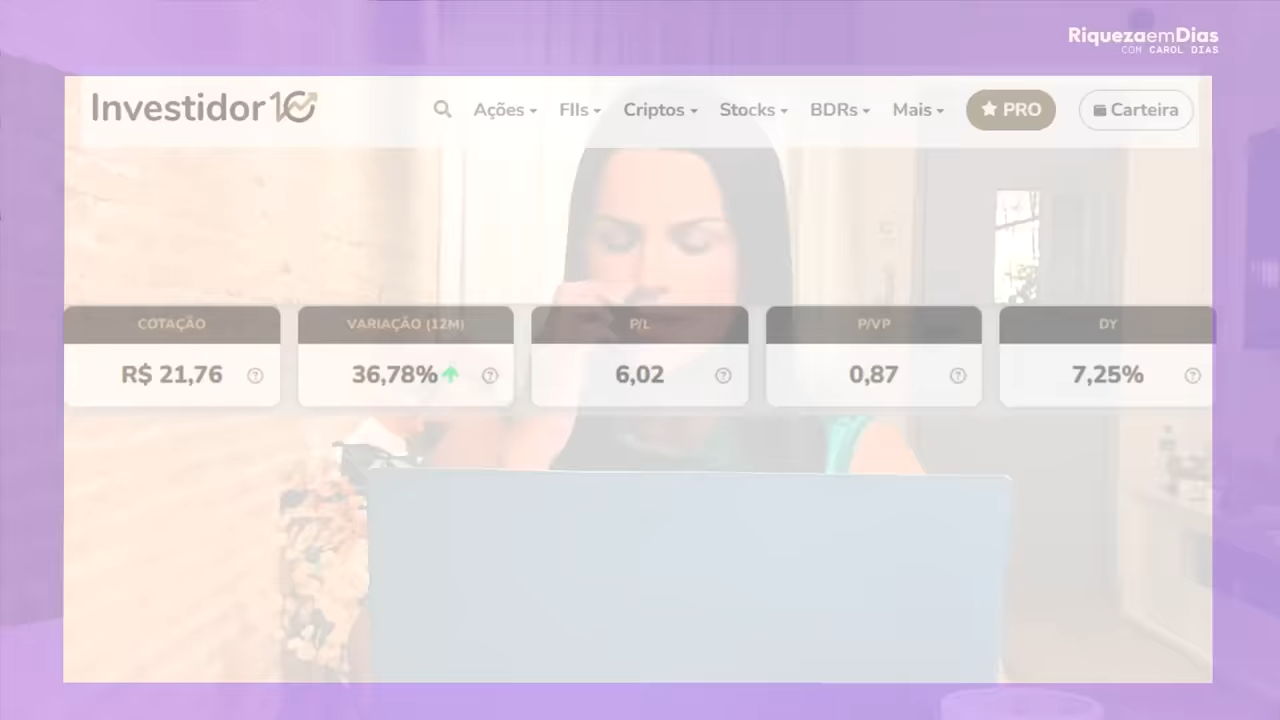 RiquezaemDias
COM CAROL DIAS
Investidor10
Ações FIIs Criptos Stocks BDRs Mais PRO Carteira
COTAÇÃO VARIAÇÃO (12M) P/L P/VP DY
R$ 21,76 ? 36,78% ? 6,02 ? 0,87 ? 7,25% ?